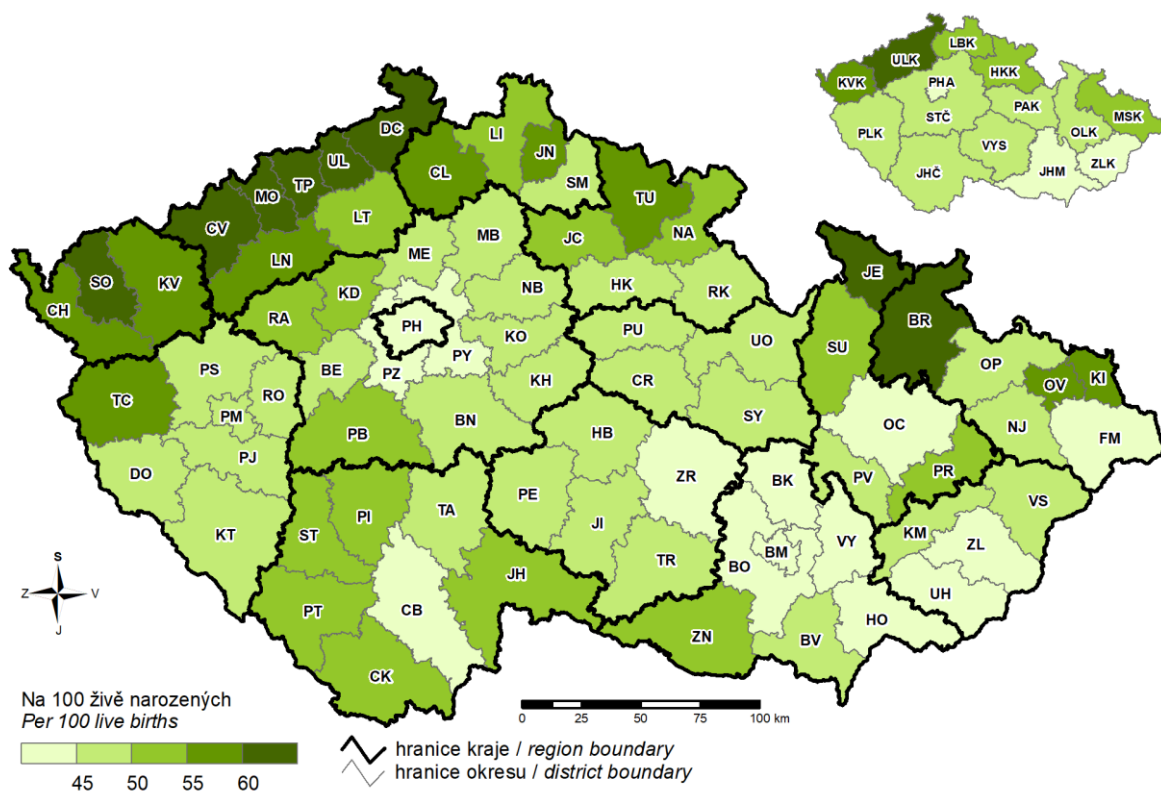 LBK
ULK
KVK
HKK
PHA
PAK
MSK
STČ
PLK
OLK
VYS
ZLK
JHČ
JHM
DC
LI
UL
JN
TP
CL
SM
MO
TU
CV
LT
JC
NA
MB
ME
LN
SO
KV
JE
KD
NB
HK
RK
CH
RA
BR
PH
KO
PU
UO
SU
PY
OP
PS
BE
PZ
OV
KI
RO
KH
CR
TC
PM
SY
BN
OC
NJ
PB
HB
FM
PJ
DO
PR
ZR
PV
BK
PE
VS
TA
PI
ST
JI
KM
KT
VY
ZL
BM
TR
BO
JH
UH
CB
PT
HO
ZN
BV
CK
S
Z V
J
Na 100 živě narozených
Per 100 live births
45 50 55 60
0 25 50 75 100 km
hranice kraje / region boundary
hranice okresu / district boundary